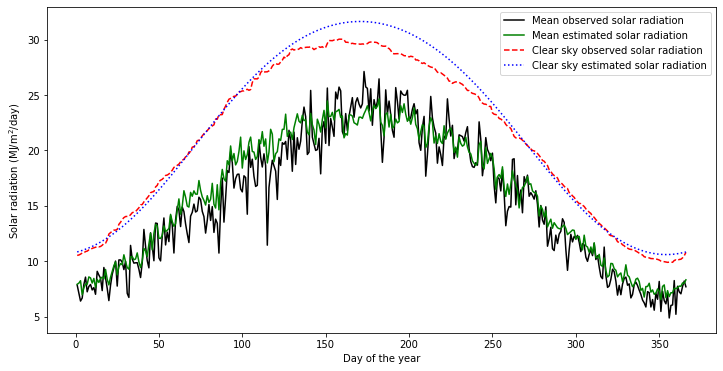 Mean observed solar radiation
Mean estimated solar radiation
Clear sky observed solar radiation
Clear sky estimated solar radiation
Solar radiation (MJ/m²/day)
30
25
20
15
10
5
0 50 100 150 200 250 300 350
Day of the year